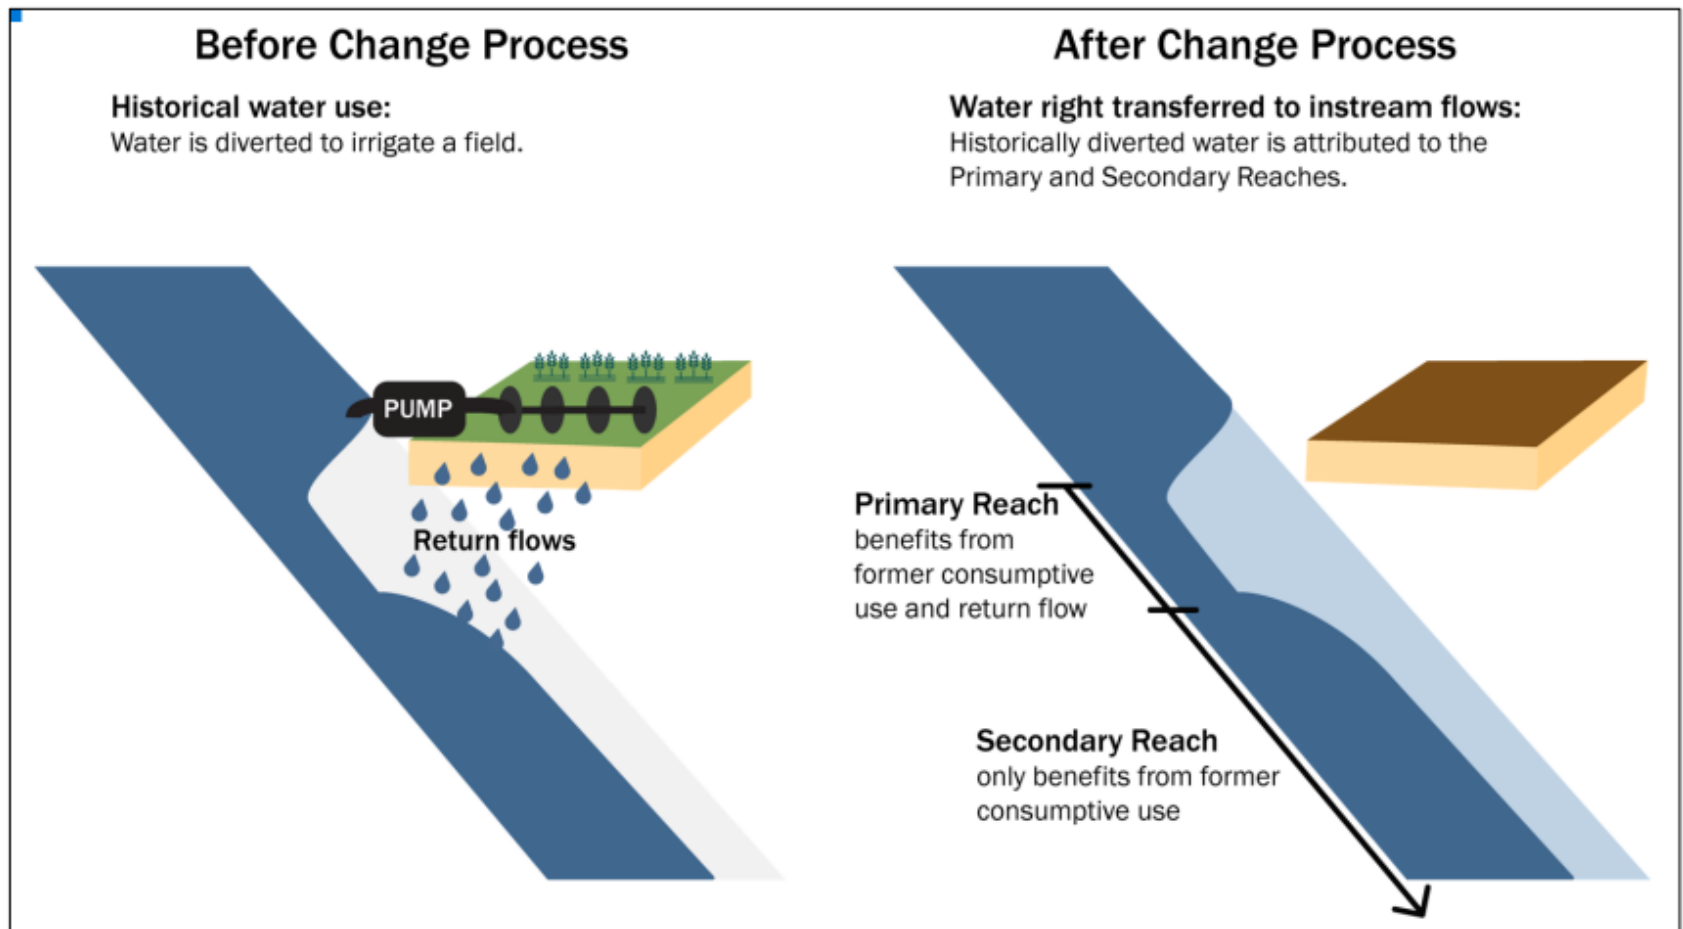 Before Change Process
Historical water use:
Water is diverted to irrigate a field.
PUMP
Return flows
After Change Process
Water right transferred to instream flows:
Historically diverted water is attributed to the
Primary and Secondary Reaches.
Primary Reach
benefits from
former consumptive
use and return flow
Secondary Reach
only benefits from former
consumptive use